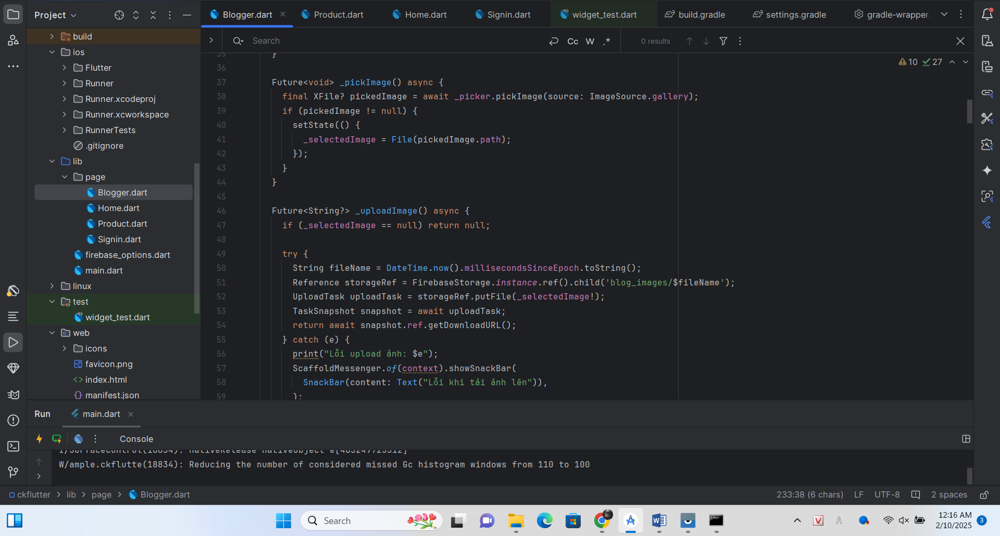 Project
Blogger.dart
Product.dart
Home.dart
Signin.dart
widget_test.dart
build.gradle
settings.gradle
gradle-wrapper.
build
ios
Flutter
Runner
Runner.xcodeproj
Runner.xcworkspace
RunnerTests
.gitignore
lib
page
Blogger.dart
Home.dart
Product.dart
Signin.dart
firebase_options.dart
main.dart
linux
test
widget_test.dart
web
icons
favicon.png
index.html
manifest.json
Search
Cc W .*
0 results
10 27
35 }
36
37 Future<void> _pickImage() async {
38 final XFile? pickedImage = await _picker.pickImage(source: ImageSource.gallery);
39 if (pickedImage != null) {
40 setState(() {
41 _selectedImage = File(pickedImage.path);
42 });
43 }
44 }
45
46 Future<String?> _uploadImage() async {
47 if (_selectedImage == null) return null;
48
49 try {
50 String fileName = DateTime.now().millisecondsSinceEpoch.toString();
51 Reference storageRef = FirebaseStorage.instance.ref().child('blog_images/$fileName');
52 UploadTask uploadTask = storageRef.putFile(_selectedImage!);
53 TaskSnapshot snapshot = await uploadTask;
54 return await snapshot.ref.getDownloadURL();
55 } catch (e) {
56 print("Lỗi upload ảnh: $e");
57 ScaffoldMessenger.of(context).showSnackBar(
58 SnackBar(content: Text("Lỗi khi tải ảnh lên")),
59 );
Run
main.dart
Console
I/SurfaceControl(18834): nativeRelease nativeObject e[483249723312]
W/ample.ckflutte(18834): Reducing the number of considered missed Gc histogram windows from 110 to 100
ckflutter > lib > page > Blogger.dart
233:38 (6 chars) LF UTF-8 2 spaces
Search
12:16 AM
2/10/2025
3